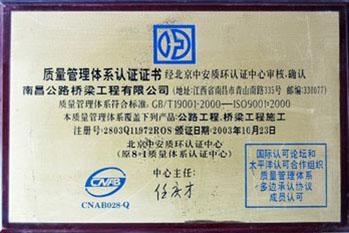 质量管理体系认证证书 经北京中安质环认证中心审核,确认
南昌公路桥梁工程有限公司 (地址:江西省南昌市青山南路335号 邮编:330077)
质量管理体系符合标准:GB/T19001-2000—ISO9001:2000
本质量管理体系覆盖下列产品:公路工程、桥梁工程施工
注册号:2803Q11972R0S 颁证日期:2003年10月23日
北京中安质环认证中心
(原8+1质量体系认证中心)
中心主任:
CNAB
CNAB028-Q
国际认可论坛和
太平洋认可合作组织
质量管理体系
多边承认协议
成员认可